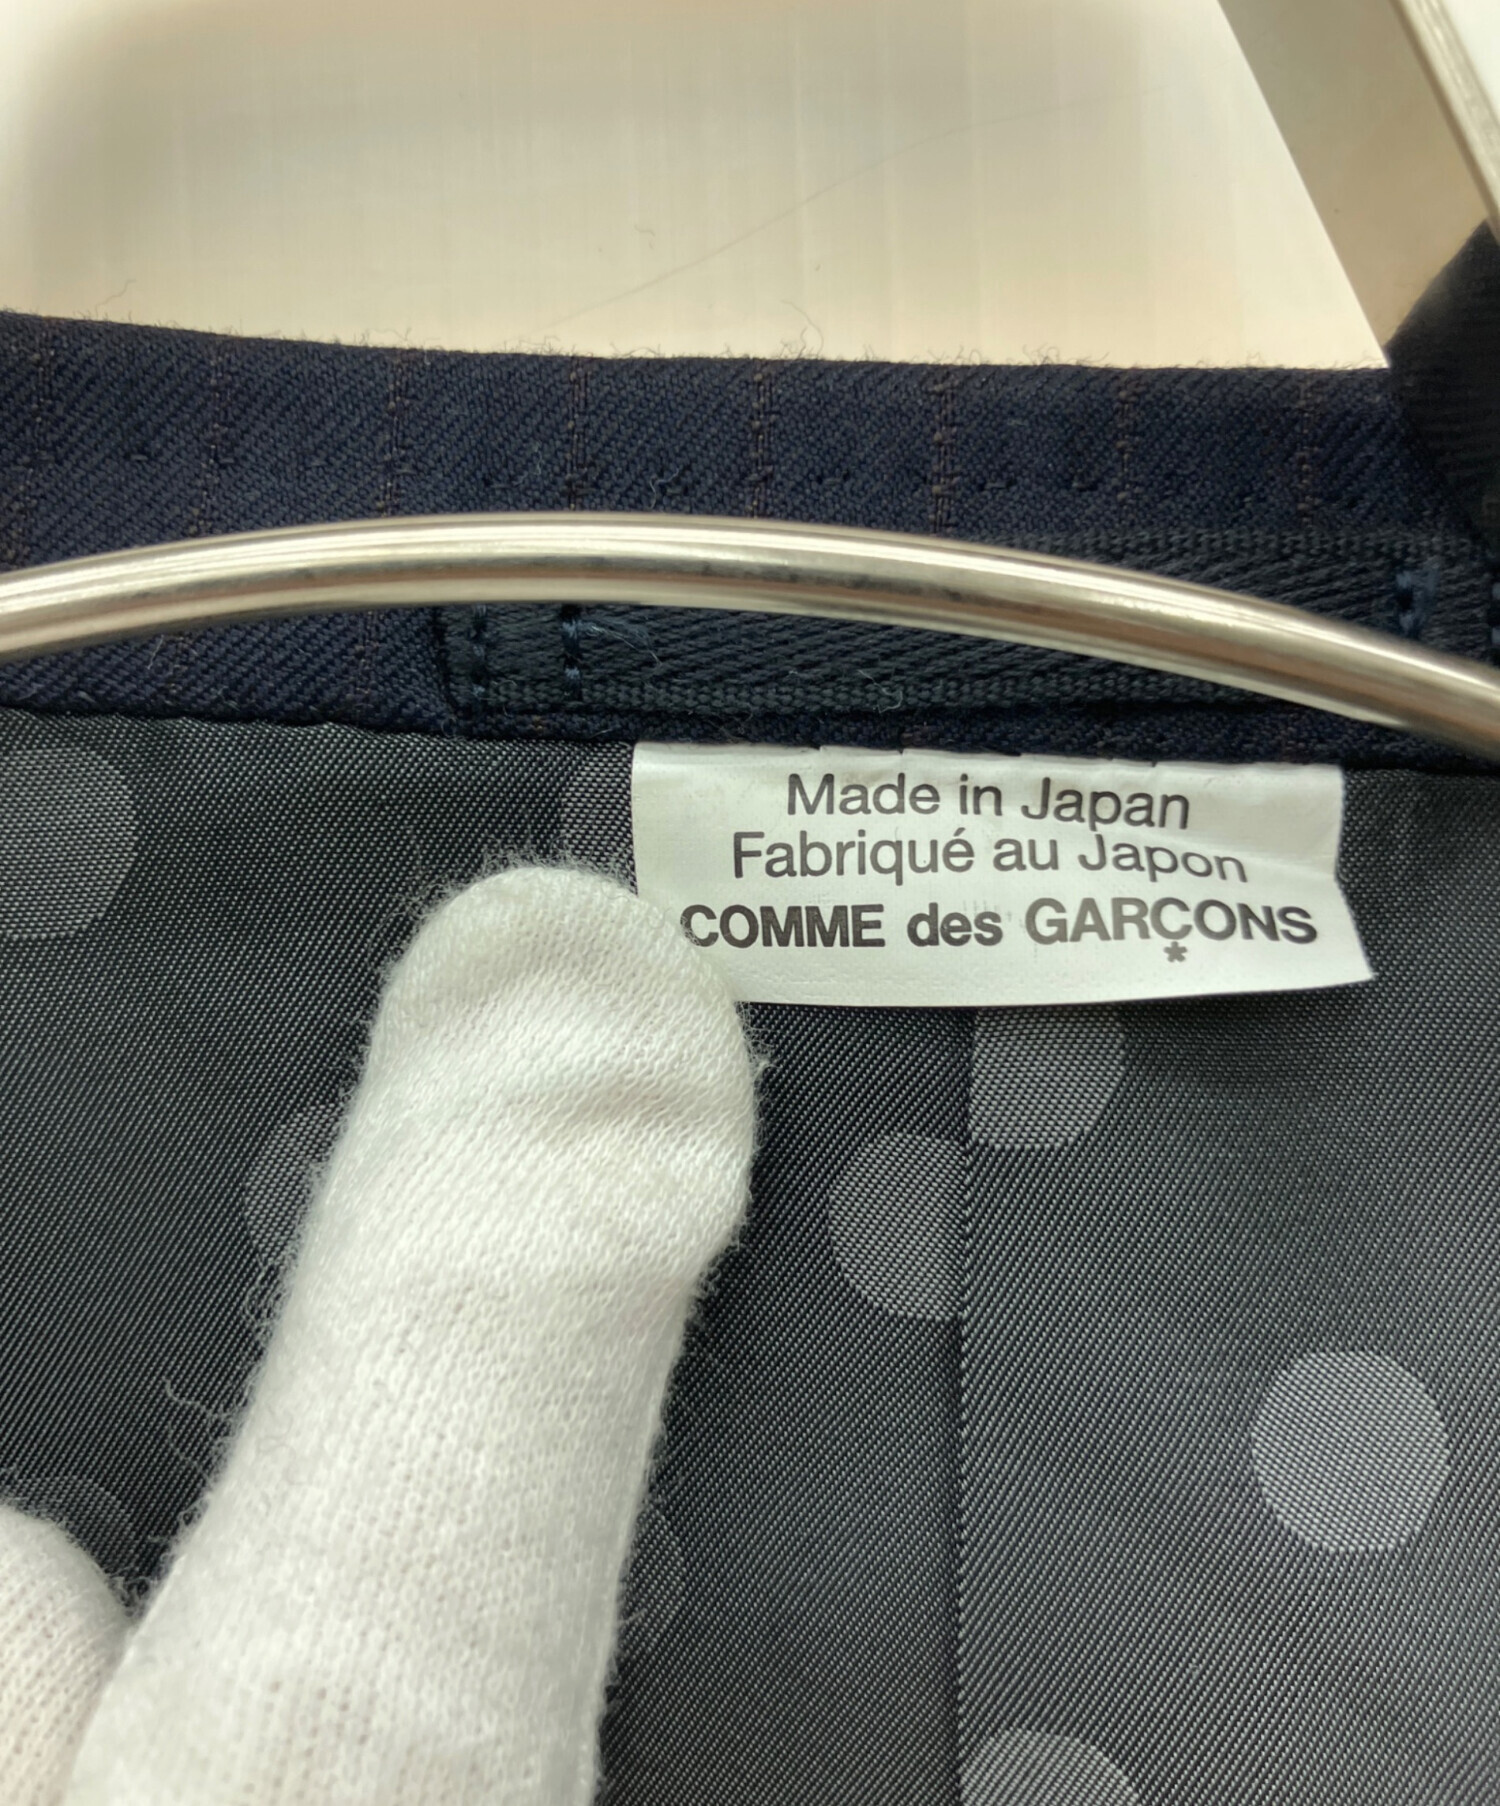 Made in Japan
Fabriqué au Japon
COMME des GARÇONS
*